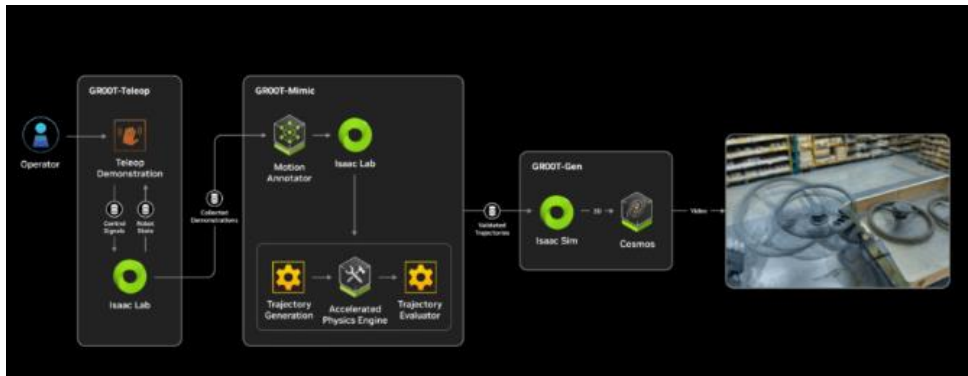 GR00T-Teleop
Operator
Teleop
Demonstration
Control
Signals
Robot
State
Isaac Lab
Collected
Demonstrations
GR00T-Mimic
Motion
Annotator
Isaac Lab
Trajectory
Generation
Accelerated
Physics Engine
Trajectory
Evaluator
Validated
Trajectories
GR00T-Gen
Isaac Sim
3D
Cosmos
Video